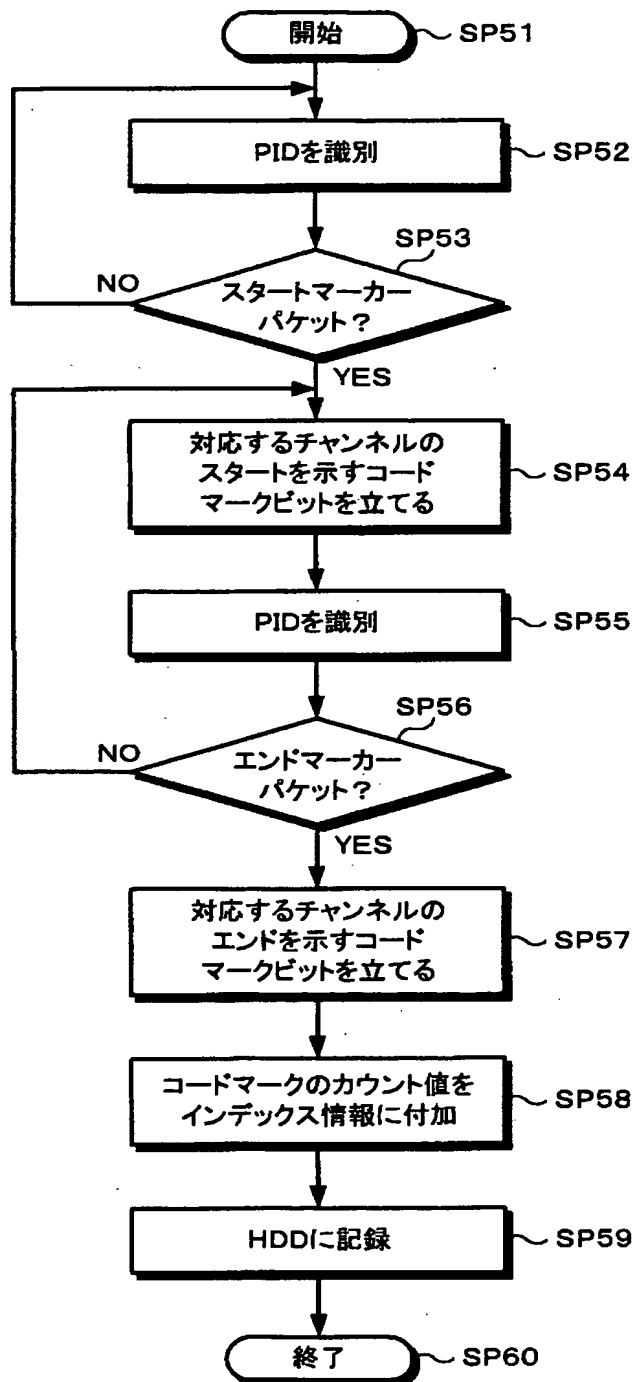 開始
SP51
PIDを識別
SP52
SP53
NO
スタートマーカー
パケット？
YES
対応するチャンネルの
スタートを示すコード
マークビットを立てる
SP54
PIDを識別
SP55
SP56
NO
エンドマーカー
パケット？
YES
対応するチャンネルの
エンドを示すコード
マークビットを立てる
SP57
コードマークのカウント値を
インデックス情報に付加
SP58
HDDに記録
SP59
終了
SP60